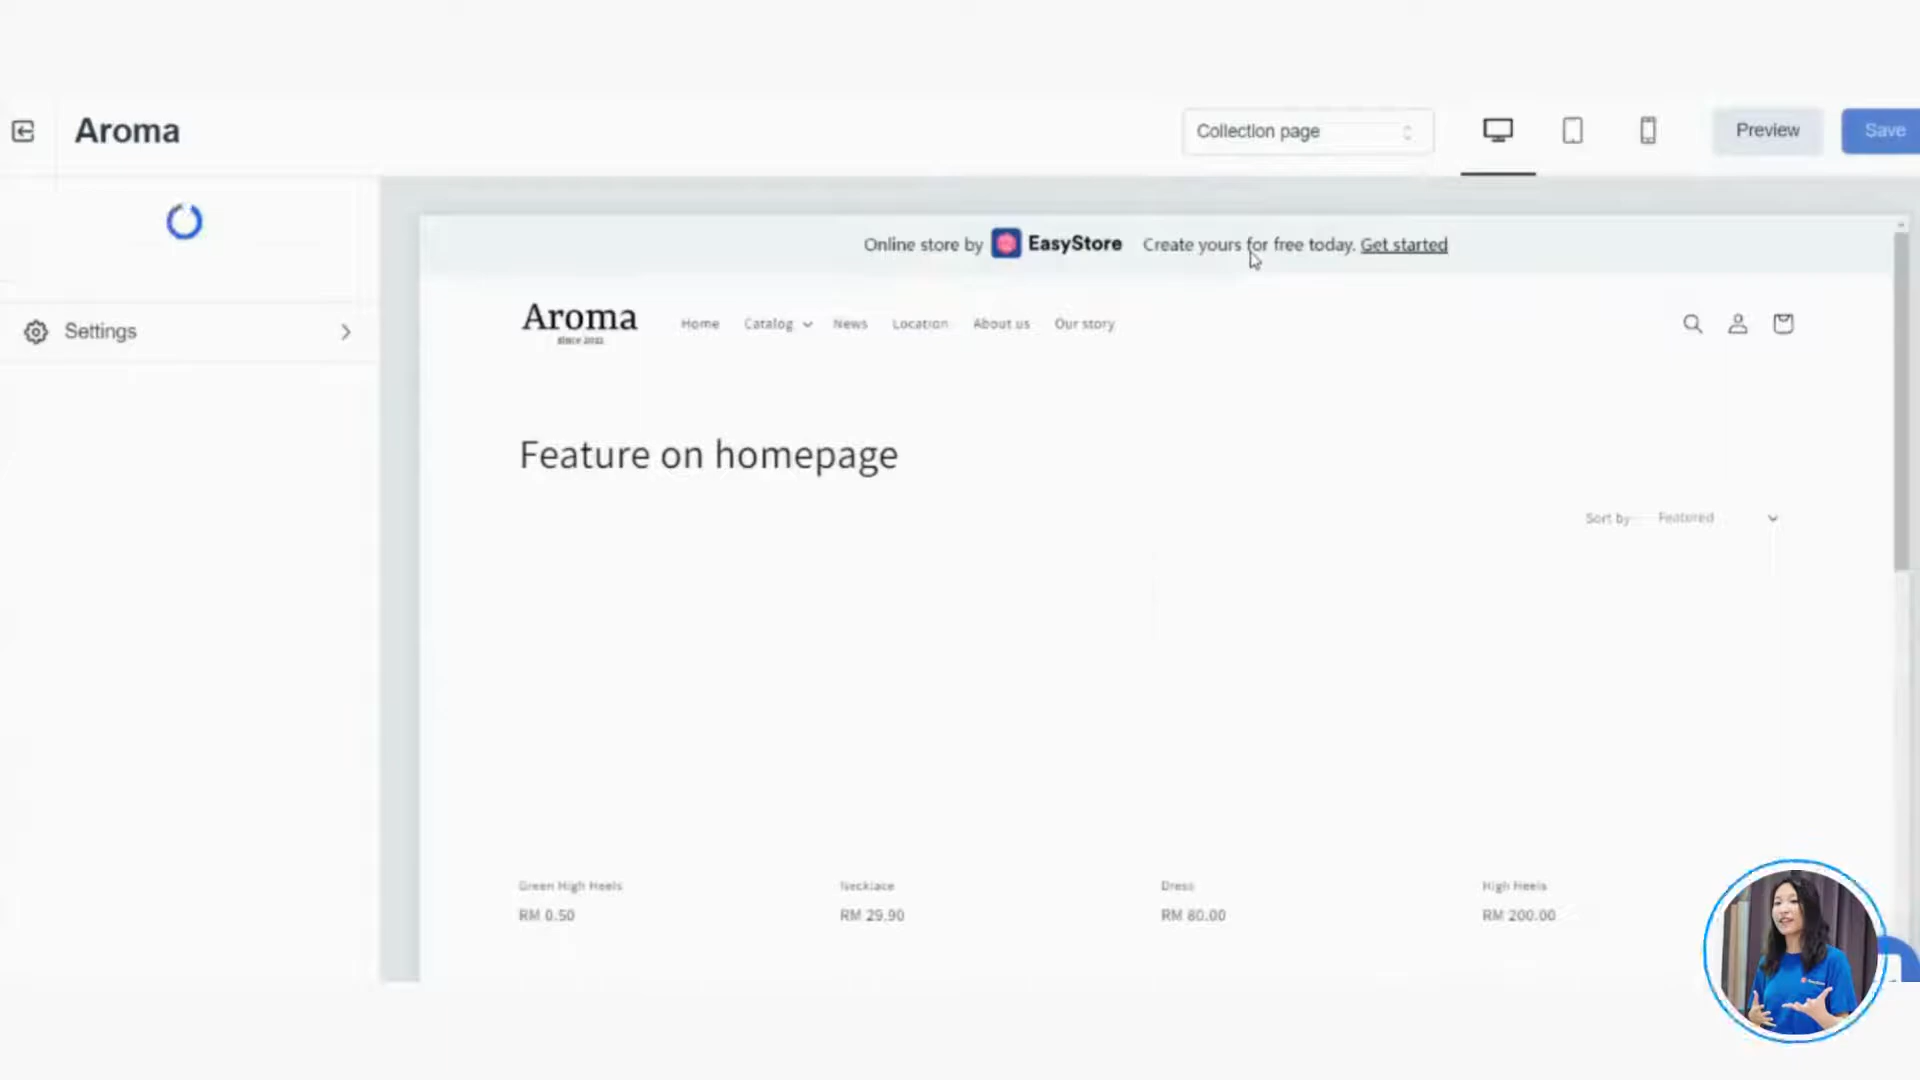 Aroma
Collection page
Preview
Save
Online store by EasyStore Create yours for free today. Get started
Settings
Aroma
Since 2021
Home Catalog News Location About us Our story
Feature on homepage
Sort by Featured
Green High Heels
RM 0.50
Necklace
RM 29.90
Dress
RM 80.00
High Heels
RM 200.00